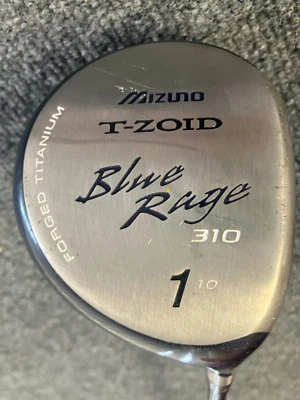 MIZUNO
T-ZOID
FORGED TITANIUM
Blue
Rage
310
1 10